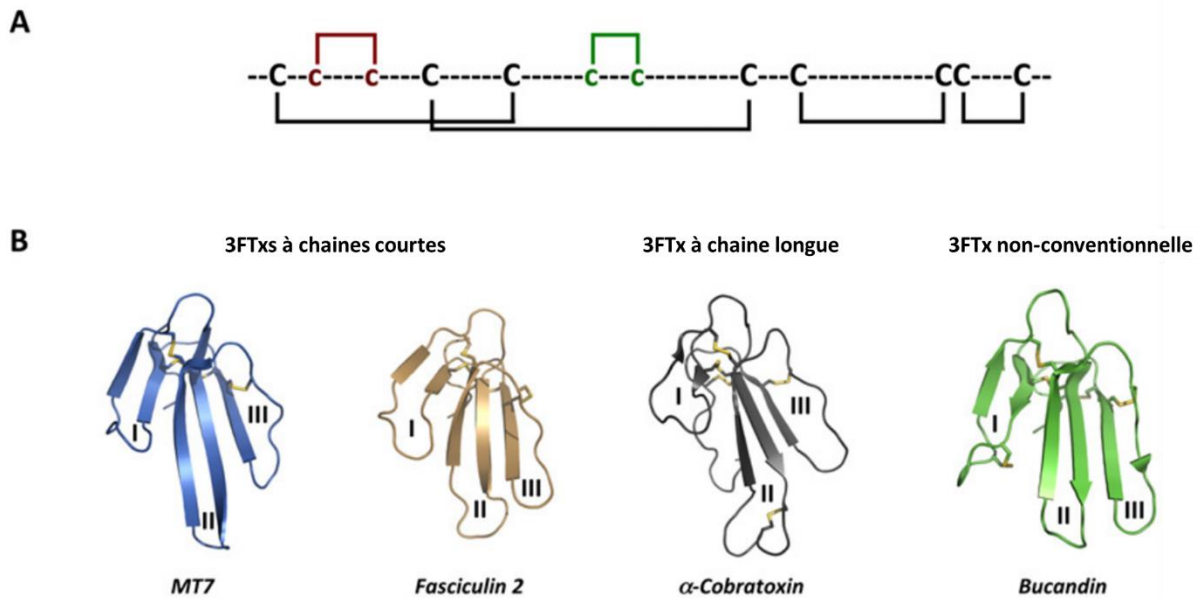 A
--C--C----C----C------C------C---C---------C---C------------CC----C--
B
3FTxs à chaines courtes
3FTx à chaine longue
3FTx non-conventionnelle
I
II
III
I
II
III
I
II
III
I
II
III
MT7
Fasciculin 2
α-Cobratoxin
Bucandin